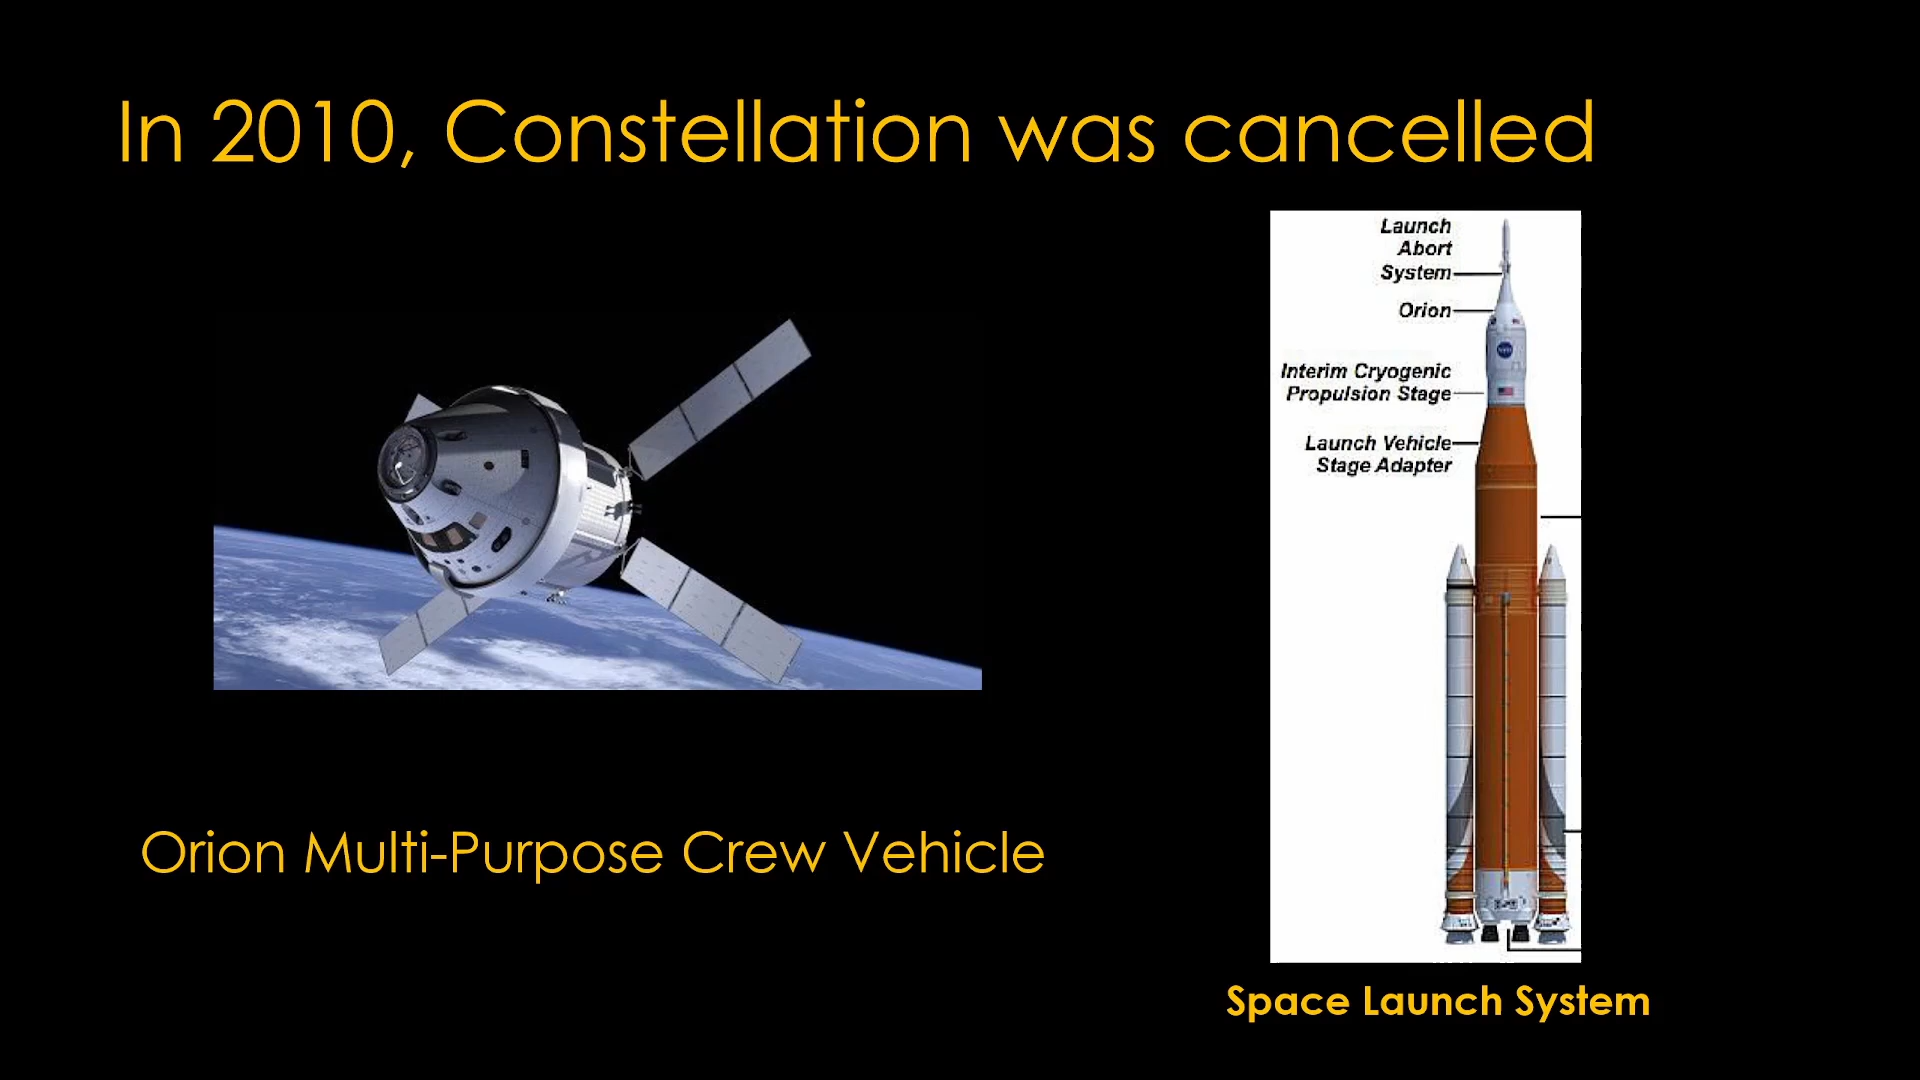 In 2010, Constellation was cancelled
Launch
Abort
System
Orion
Interim Cryogenic
Propulsion Stage
Launch Vehicle
Stage Adapter
Orion Multi-Purpose Crew Vehicle
Space Launch System